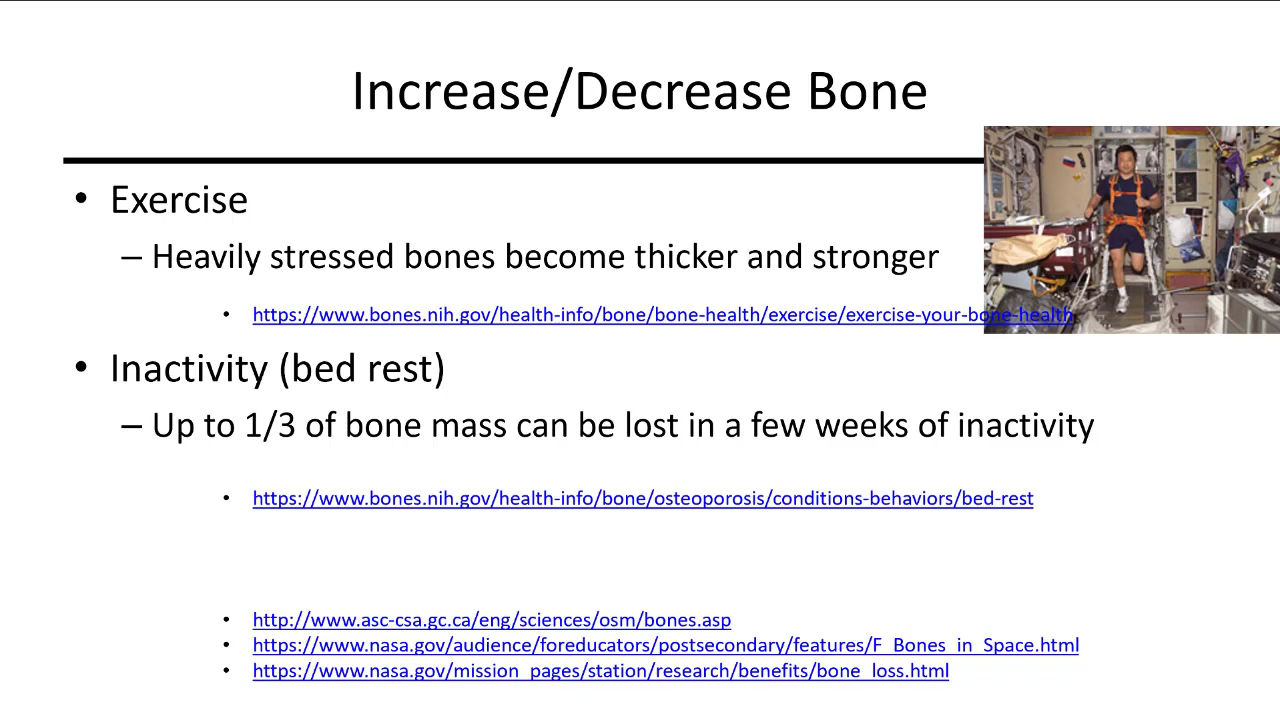 Increase/Decrease Bone
• Exercise
– Heavily stressed bones become thicker and stronger
• https://www.bones.nih.gov/health-info/bone/bone-health/exercise/exercise-your-bone-health
• Inactivity (bed rest)
– Up to 1/3 of bone mass can be lost in a few weeks of inactivity
• https://www.bones.nih.gov/health-info/bone/osteoporosis/conditions-behaviors/bed-rest
• http://www.asc-csa.gc.ca/eng/sciences/osm/bones.asp
• https://www.nasa.gov/audience/foreducators/postsecondary/features/F_Bones_in_Space.html
• https://www.nasa.gov/mission_pages/station/research/benefits/bone_loss.html